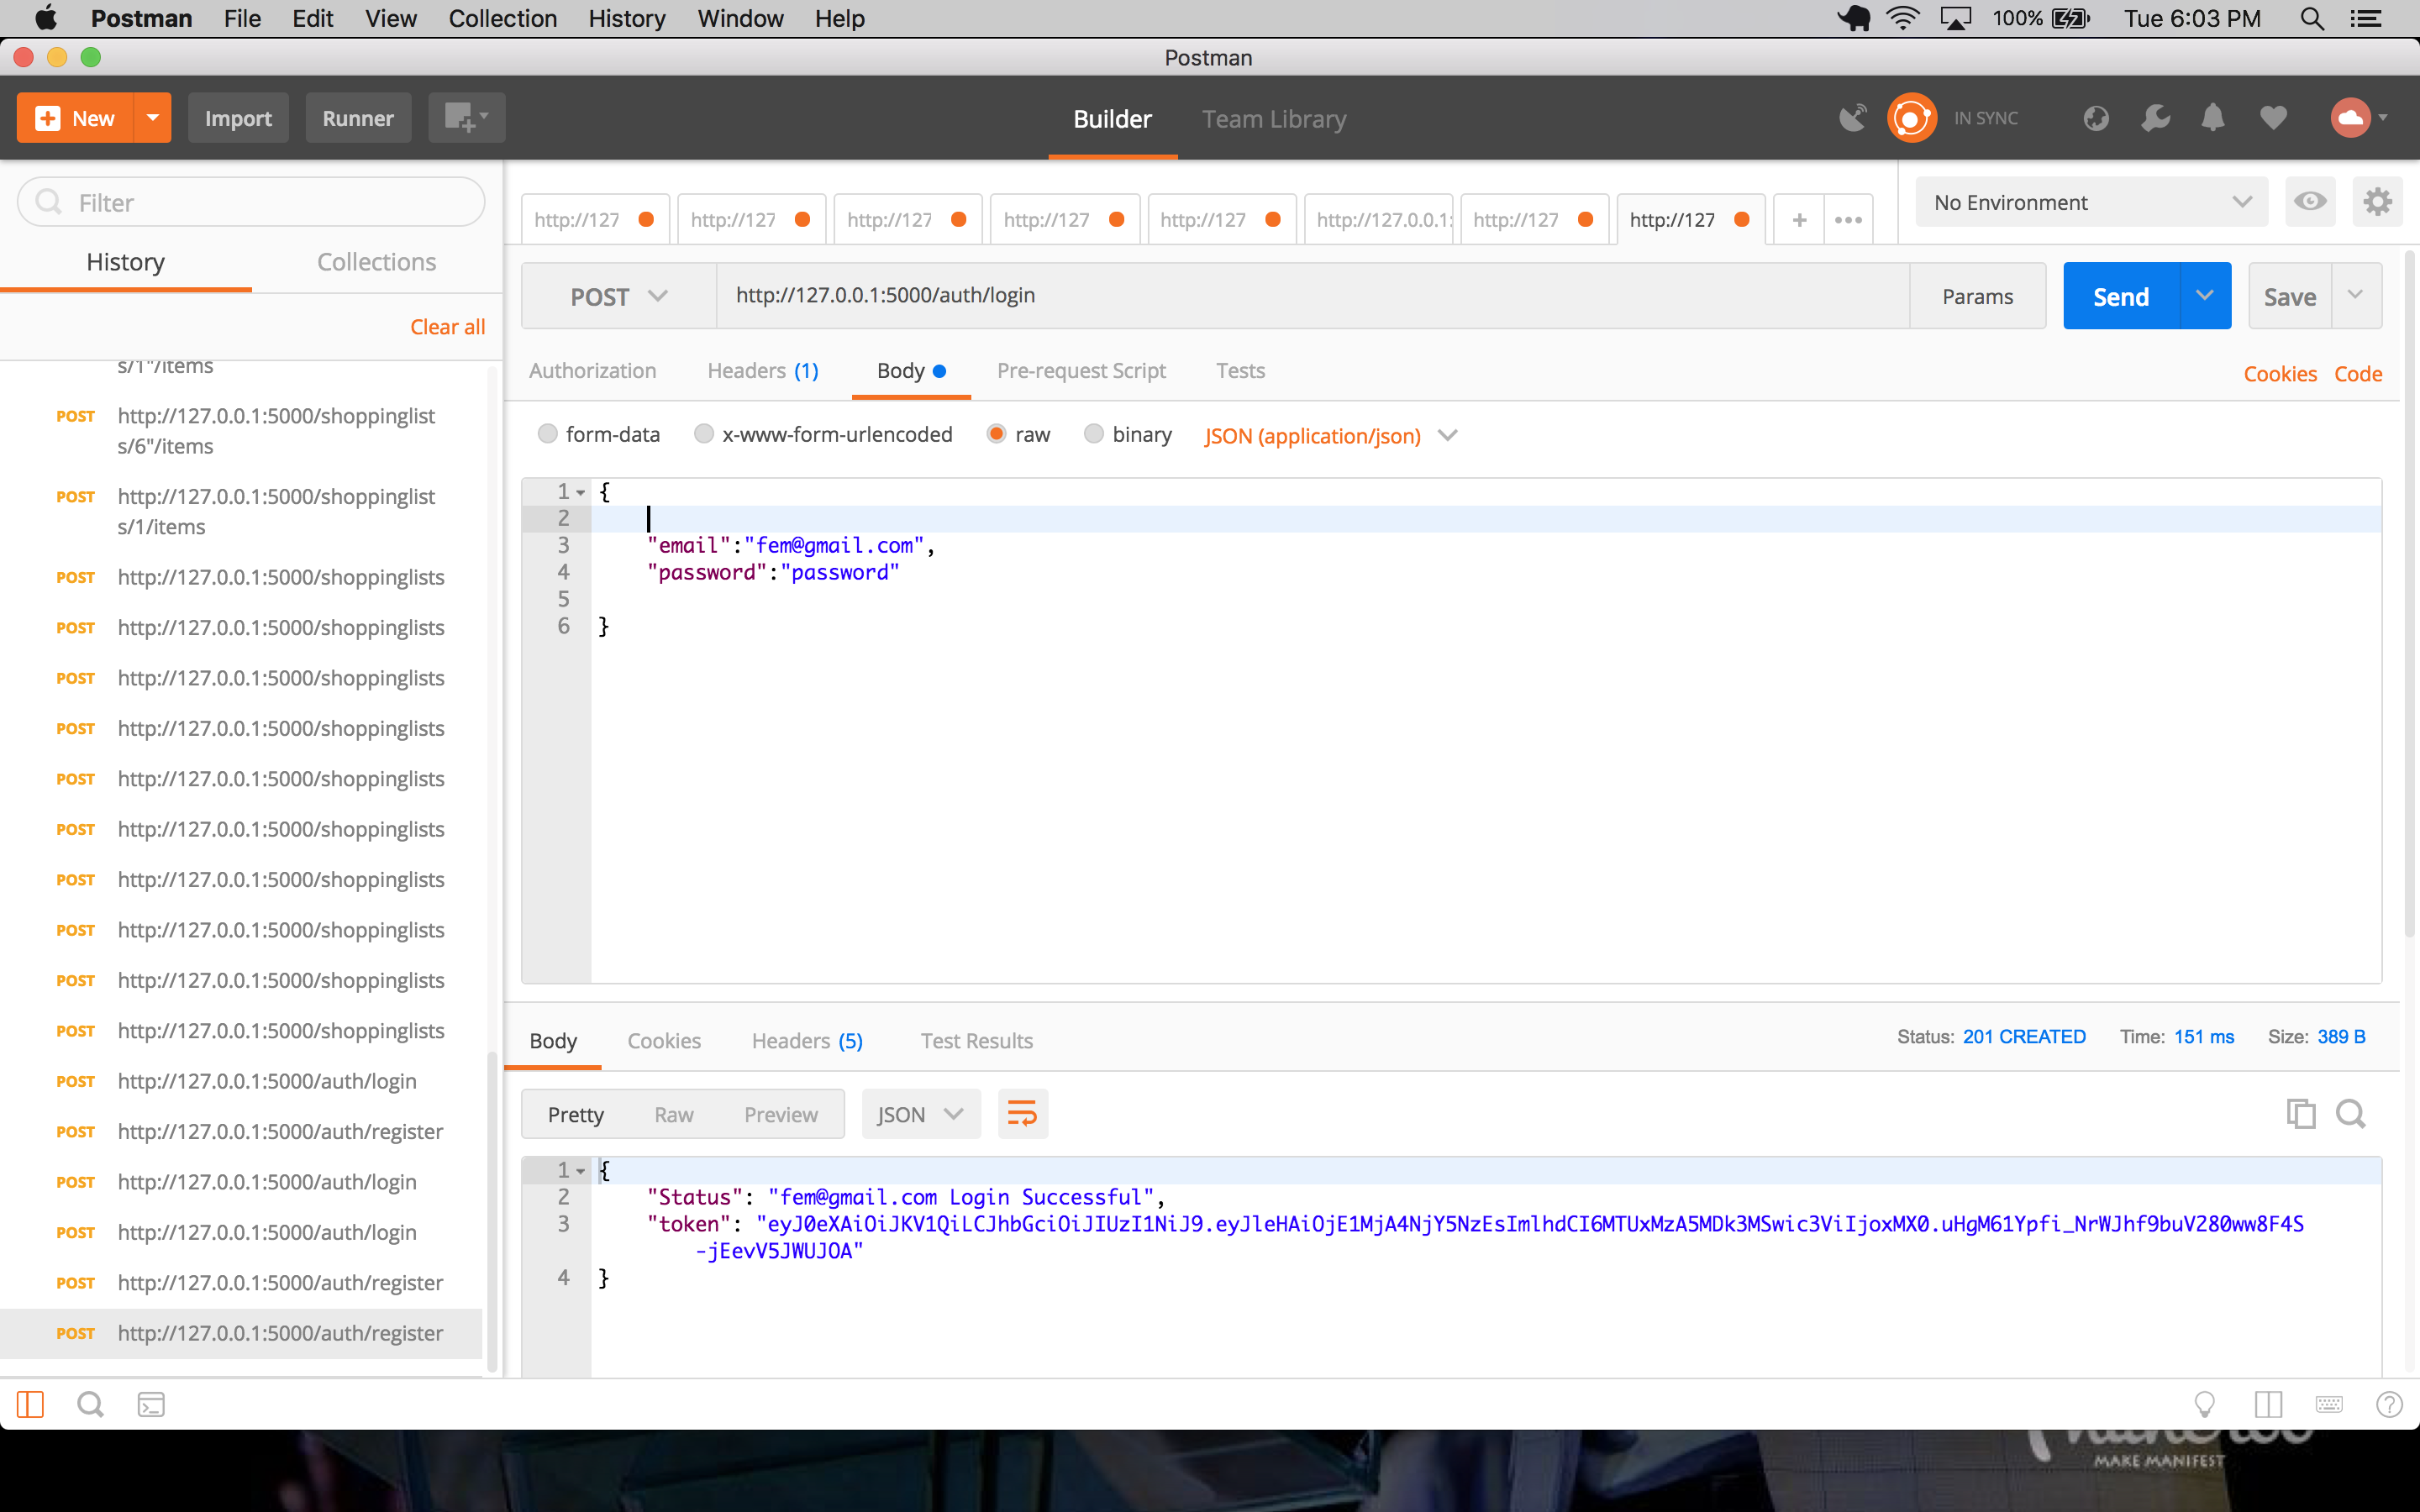 Postman File Edit View Collection History Window Help 100% Tue 6:03 PM
Postman
New Import Runner Builder Team Library IN SYNC
Filter
http://127 http://127 http://127 http://127 http://127 http://127.0.0.1: http://127 http://127 + No Environment
History Collections
Clear all
POST http://127.0.0.1:5000/auth/login Params Send Save
Authorization Headers (1) Body Pre-request Script Tests Cookies Code
form-data x-www-form-urlencoded raw binary JSON (application/json)
s/1"/items
POST http://127.0.0.1:5000/shoppinglist
s/6"/items
POST http://127.0.0.1:5000/shoppinglist
s/1/items
POST http://127.0.0.1:5000/shoppinglists
POST http://127.0.0.1:5000/shoppinglists
POST http://127.0.0.1:5000/shoppinglists
POST http://127.0.0.1:5000/shoppinglists
POST http://127.0.0.1:5000/shoppinglists
POST http://127.0.0.1:5000/shoppinglists
POST http://127.0.0.1:5000/shoppinglists
POST http://127.0.0.1:5000/shoppinglists
POST http://127.0.0.1:5000/shoppinglists
POST http://127.0.0.1:5000/shoppinglists
POST http://127.0.0.1:5000/auth/login
POST http://127.0.0.1:5000/auth/register
POST http://127.0.0.1:5000/auth/login
POST http://127.0.0.1:5000/auth/login
POST http://127.0.0.1:5000/auth/register
POST http://127.0.0.1:5000/auth/register
1 {
2
3 "email":"fem@gmail.com",
4 "password":"password"
5
6 }
Body Cookies Headers (5) Test Results Status: 201 CREATED Time: 151 ms Size: 389 B
Pretty Raw Preview JSON
1 {
2 "Status": "fem@gmail.com Login Successful",
3 "token": "eyJ0eXAiOiJKV1QiLCJhbGciOiJIUzI1NiJ9.eyJleHAiOjE1MjA4NjY5NzEsImlhdCI6MTUxMzA5MDk3MSwic3ViIjoxMX0.uHgM61Ypfi_NrWJhf9buV280ww8F4S
-jEevV5JWUJOA"
4 }
MAKE MANIFEST